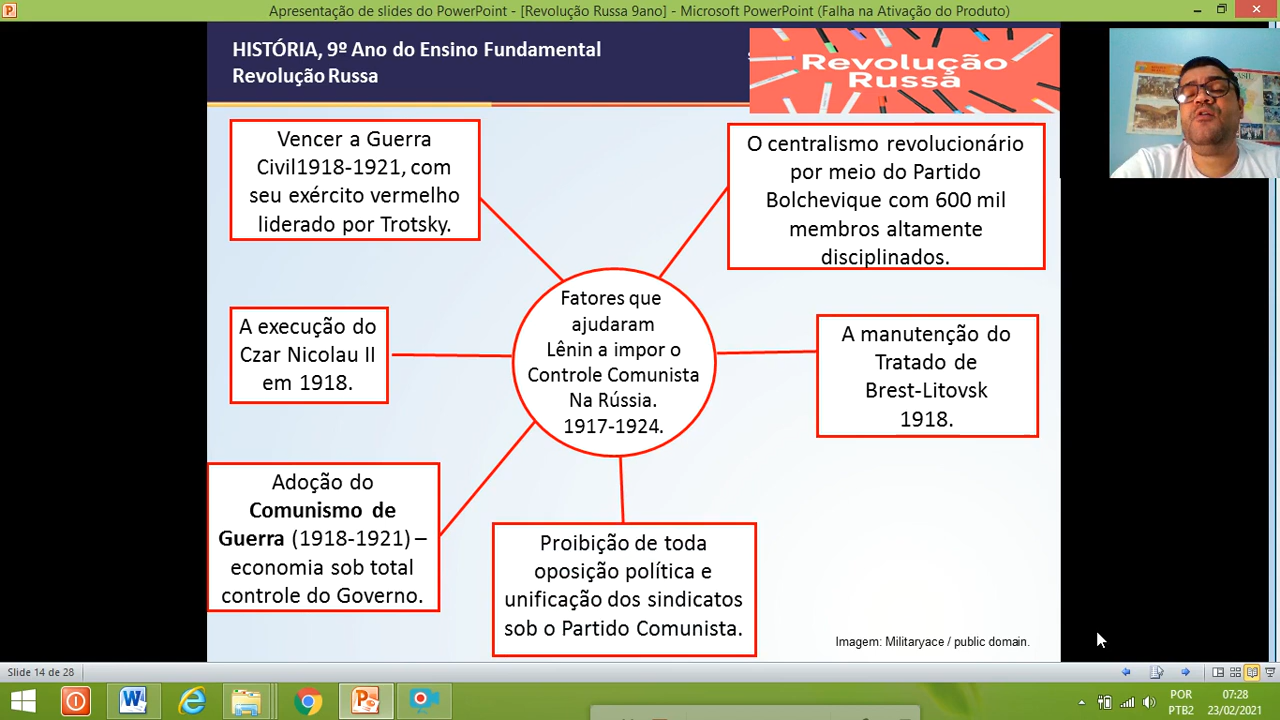 Apresentação de slides do PowerPoint - [Revolução Russa 9ano] - Microsoft PowerPoint (Falha na Ativação do Produto)
HISTÓRIA, 9º Ano do Ensino Fundamental
Revolução Russa
Revolução
Russa
Vencer a Guerra
Civil1918-1921, com
seu exército vermelho
liderado por Trotsky.
O centralismo revolucionário
por meio do Partido
Bolchevique com 600 mil
membros altamente
disciplinados.
A execução do
Czar Nicolau II
em 1918.
Fatores que
ajudaram
Lênin a impor o
Controle Comunista
Na Rússia.
1917-1924.
A manutenção do
Tratado de
Brest-Litovsk
1918.
Adoção do
Comunismo de
Guerra (1918-1921) –
economia sob total
controle do Governo.
Proibição de toda
oposição política e
unificação dos sindicatos
sob o Partido Comunista.
Imagem: Militaryace / public domain.
Slide 14 de 28
POR
PTB2
07:28
23/02/2021